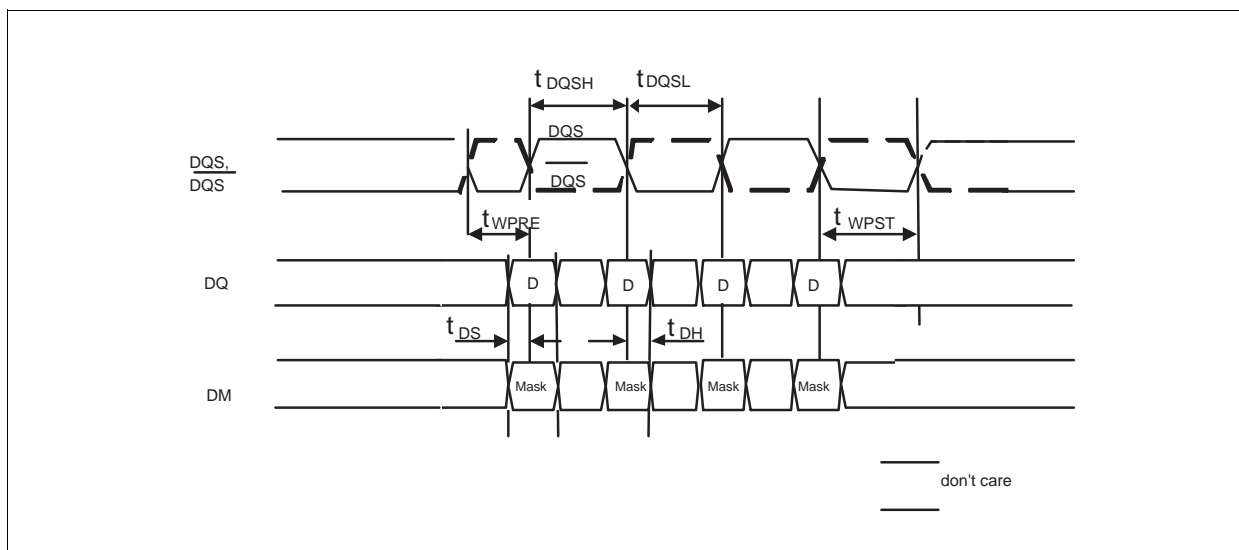 t DQSH
t DQSL
DQS
DQS,
DQS
DQS
t WPRE
t WPST
DQ
D
D
D
D
t DS
t DH
DM
Mask
Mask
Mask
Mask
don't care